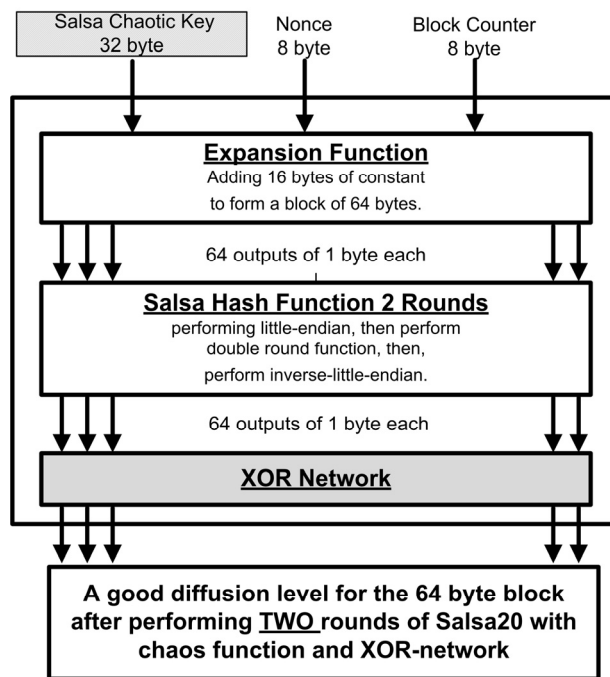 Salsa Chaotic Key
32 byte
Nonce
8 byte
Block Counter
8 byte
Expansion Function
Adding 16 bytes of constant
to form a block of 64 bytes.
64 outputs of 1 byte each
Salsa Hash Function 2 Rounds
performing little-endian, then perform
double round function, then,
perform inverse-little-endian.
64 outputs of 1 byte each
XOR Network
A good diffusion level for the 64 byte block
after performing TWO rounds of Salsa20 with
chaos function and XOR-network